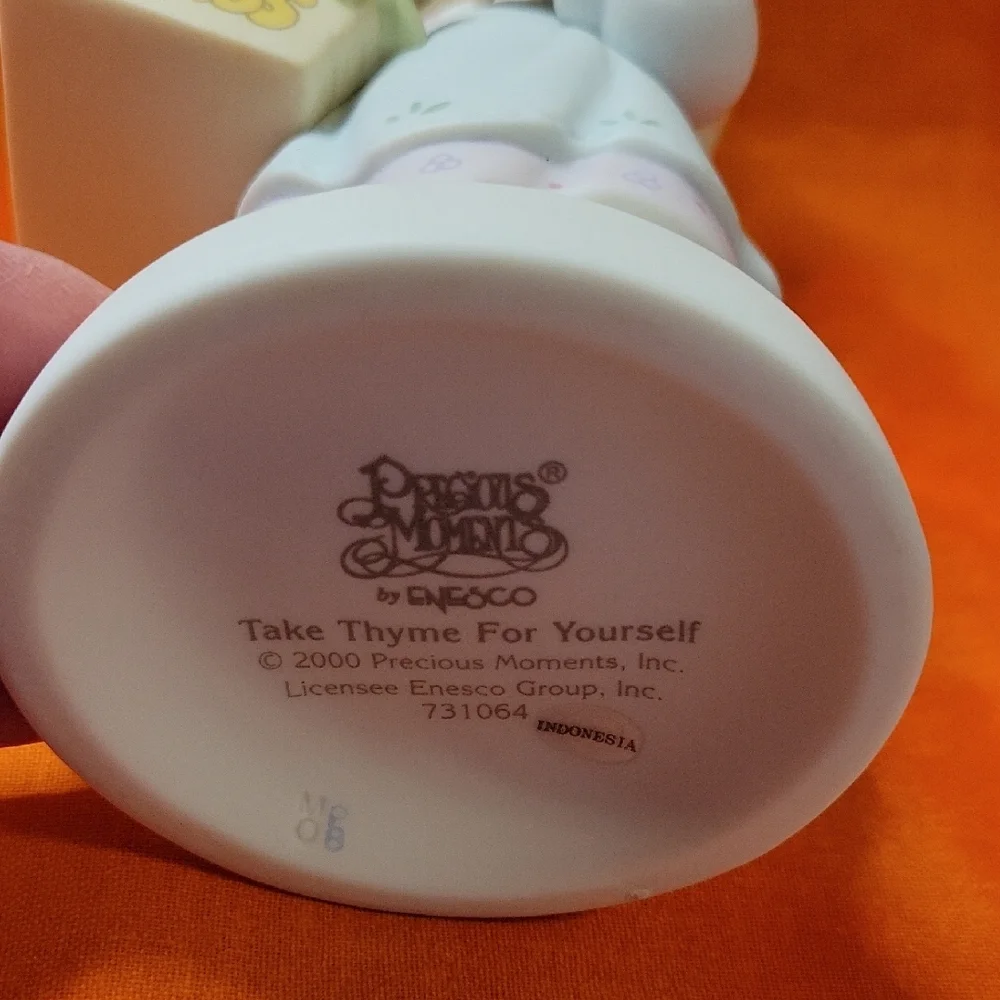 PRECIOUS®
MOMENTS
by ENESCO
Take Thyme For Yourself
© 2000 Precious Moments, Inc.
Licensee Enesco Group, Inc.
731064
INDONESIA